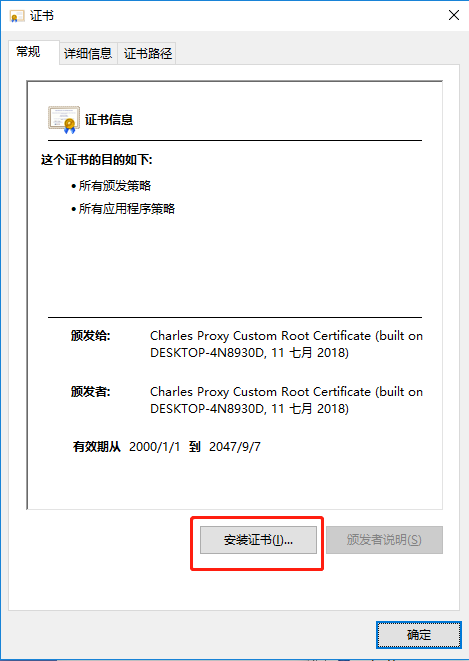 证书
常规 详细信息 证书路径
证书信息
这个证书的目的如下:
• 所有颁发策略
• 所有应用程序策略
颁发给: Charles Proxy Custom Root Certificate (built on
DESKTOP-4N8930D, 11 七月 2018)
颁发者: Charles Proxy Custom Root Certificate (built on
DESKTOP-4N8930D, 11 七月 2018)
有效期从 2000/1/1 到 2047/9/7
安装证书(I)... 颁发者说明(S)
确定